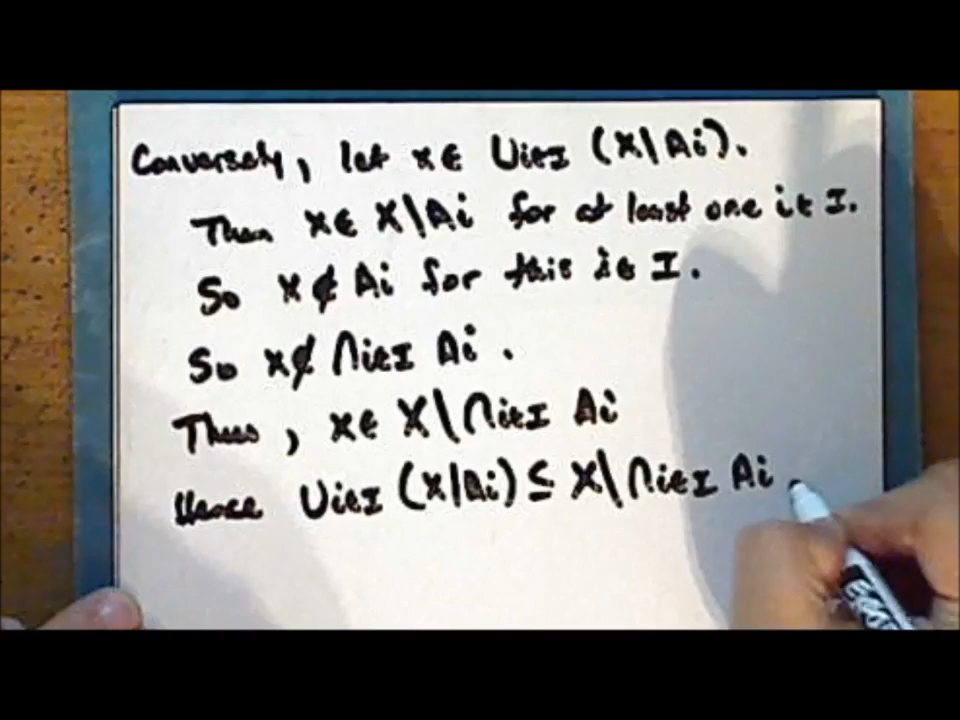 Conversely, let x ∈ ∪i∈I (X\Ai).
Then x ∈ X\Ai for at least one i ∈ I.
So x ∉ Ai for this i ∈ I.
So x ∉ ∩i∈I Ai.
Thus, x ∈ X\∩i∈I Ai
Hence ∪i∈I (X\Ai) ⊆ X\∩i∈I Ai.